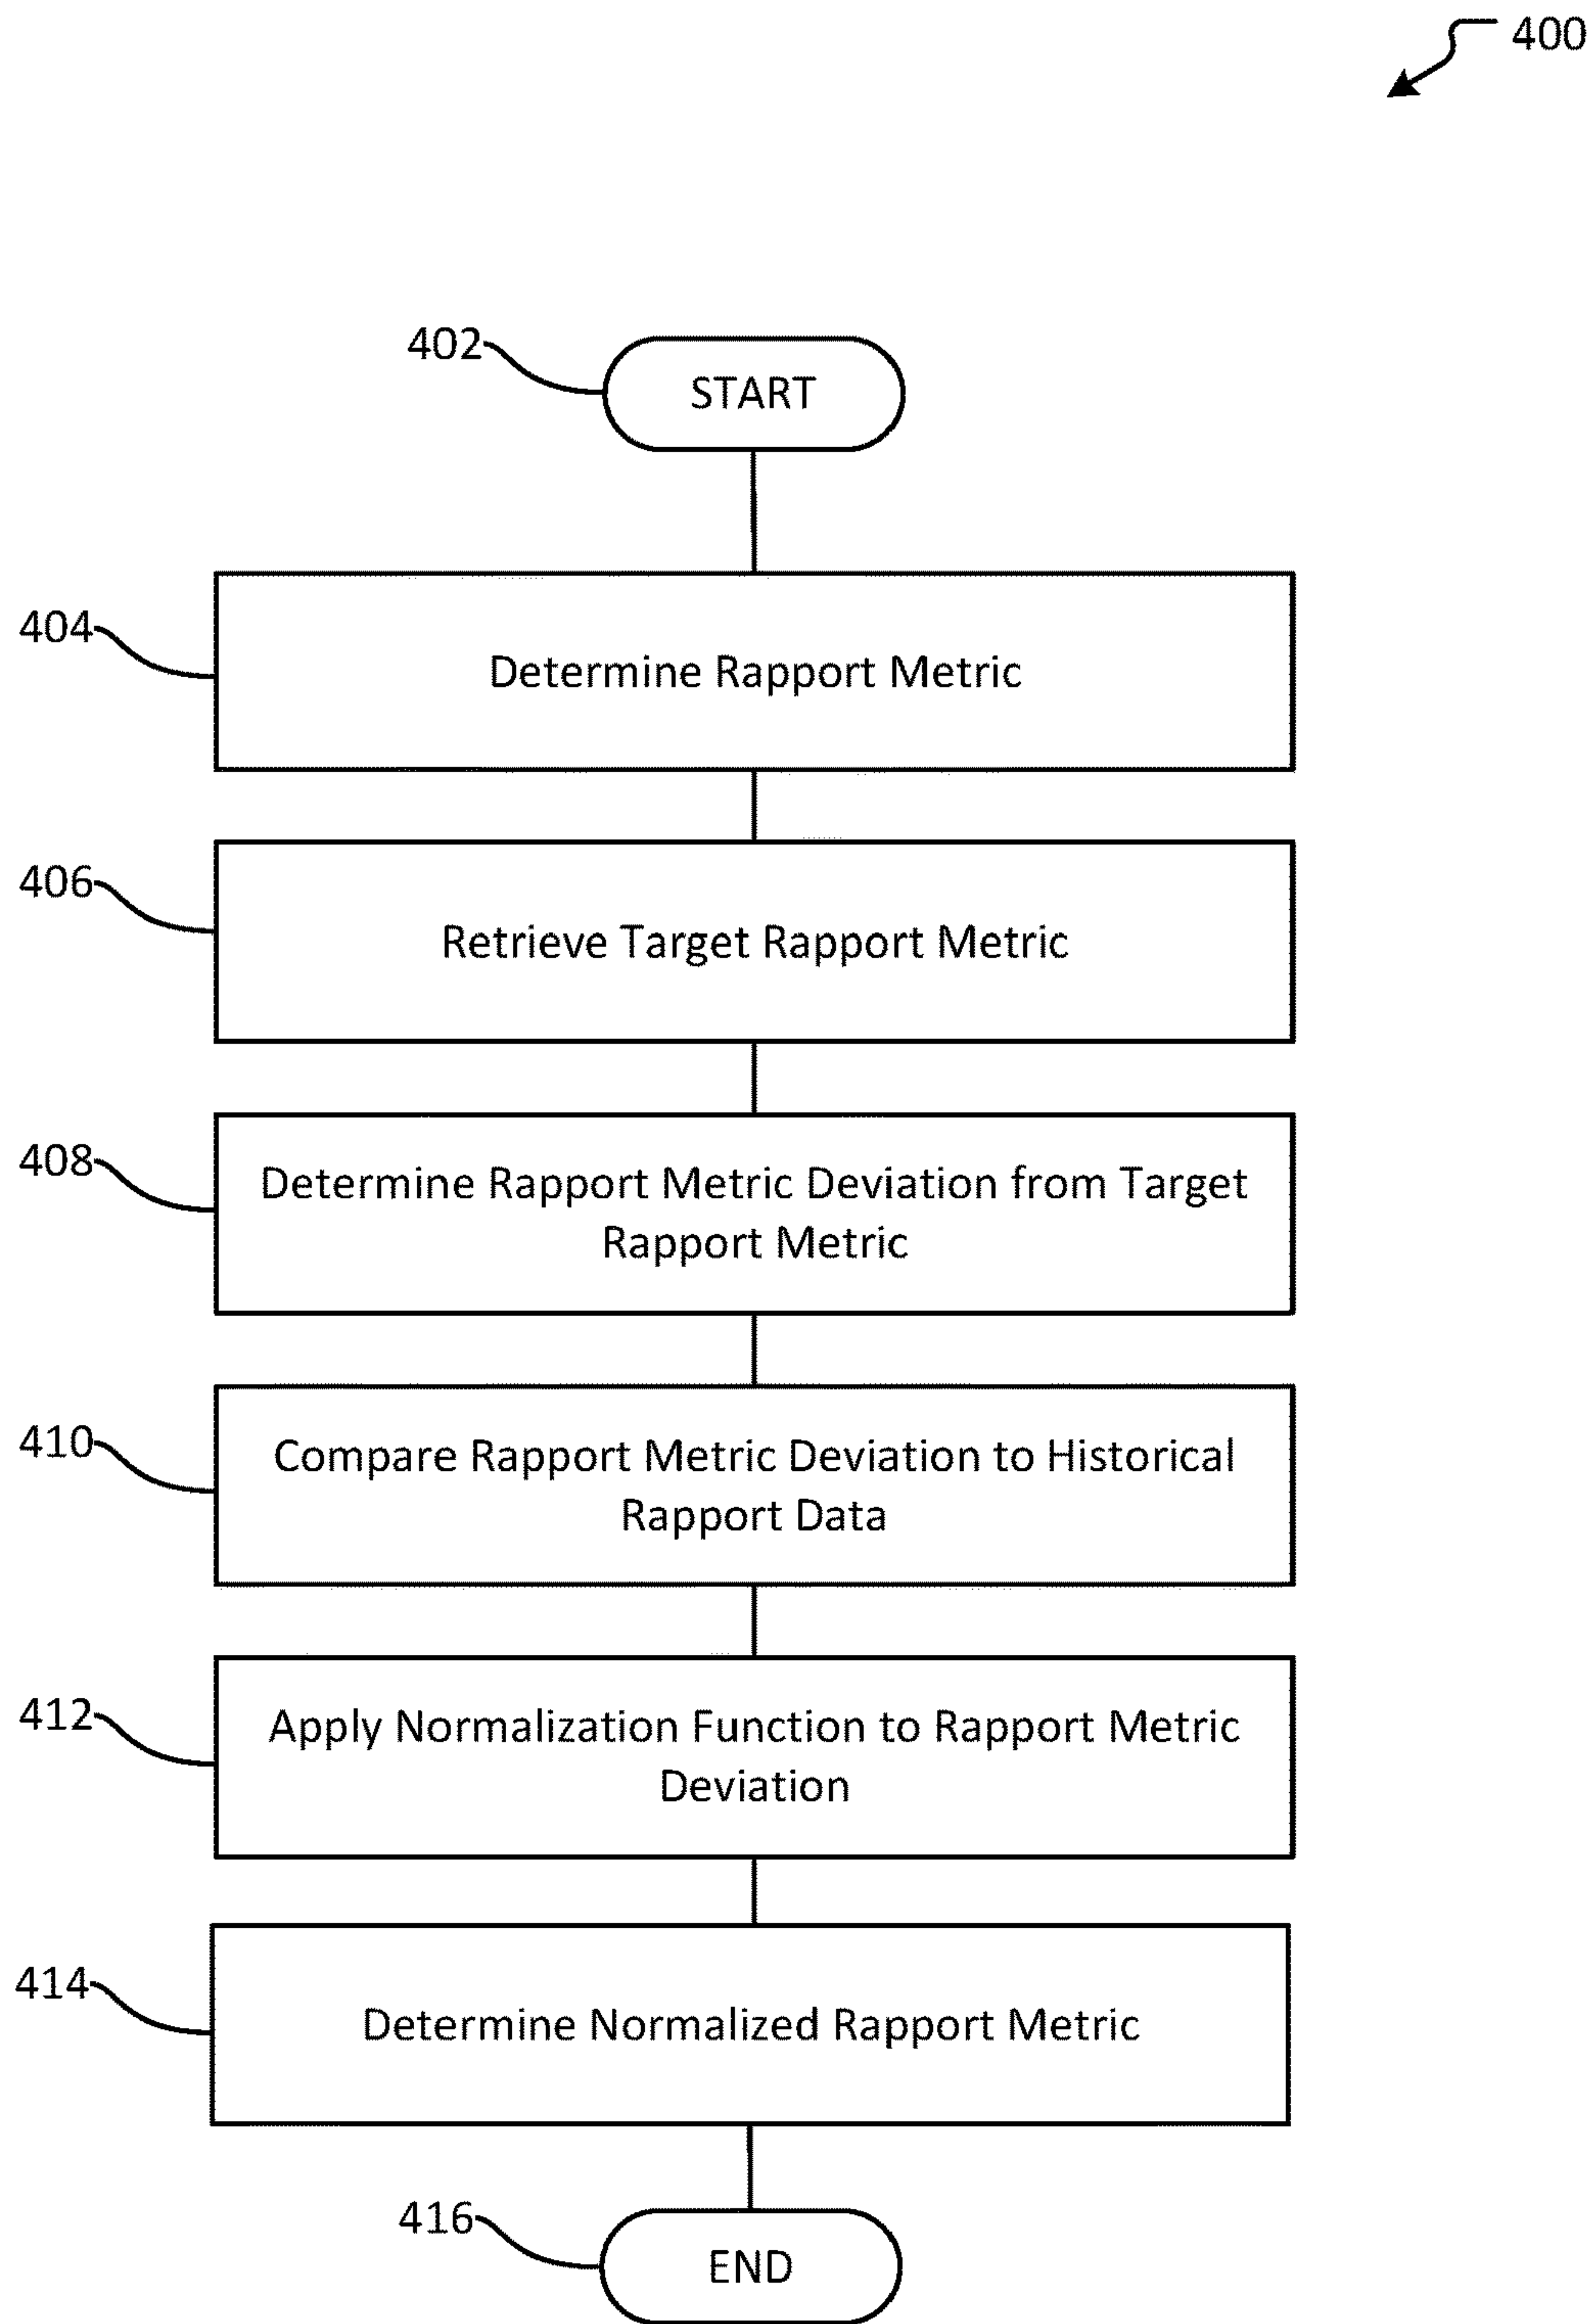 400
402
START
404
Determine Rapport Metric
406
Retrieve Target Rapport Metric
408
Determine Rapport Metric Deviation from Target
Rapport Metric
410
Compare Rapport Metric Deviation to Historical
Rapport Data
412
Apply Normalization Function to Rapport Metric
Deviation
414
Determine Normalized Rapport Metric
416
END